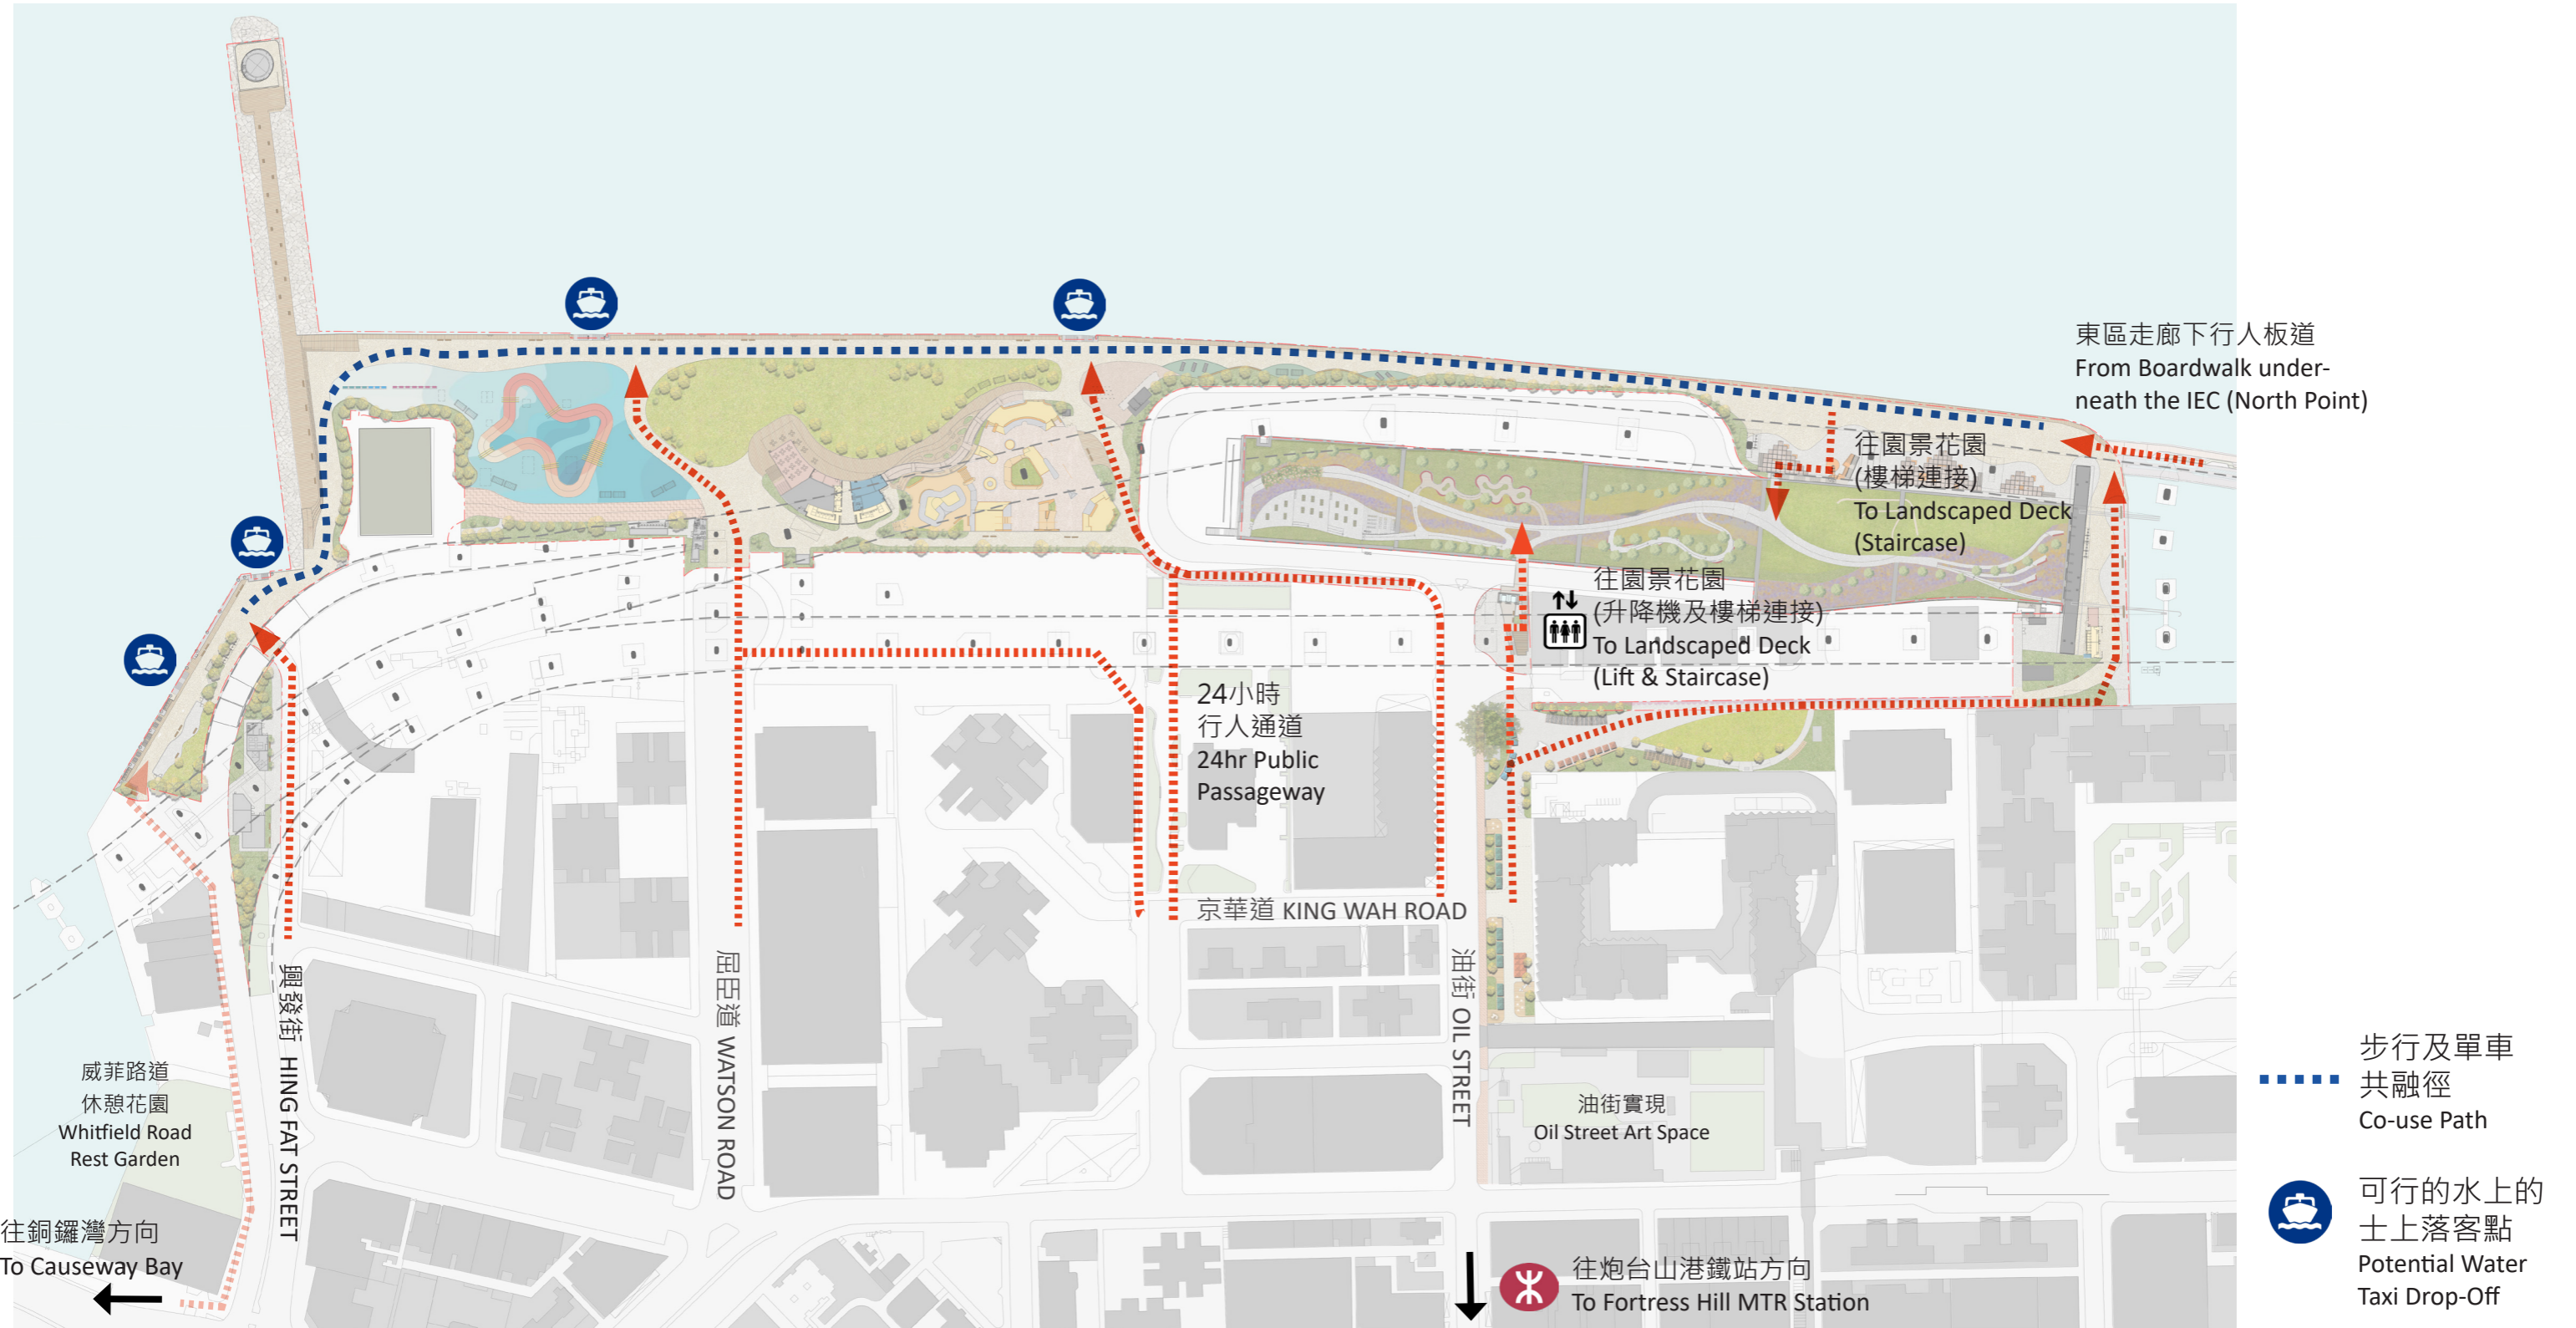 東區走廊下行人板道
From Boardwalk under-
neath the IEC (North Point)
往園景花園
(樓梯連接)
To Landscaped Deck
(Staircase)
往園景花園
(升降機及樓梯連接)
To Landscaped Deck
(Lift & Staircase)
24小時
行人通道
24hr Public
Passageway
京華道 KING WAH ROAD
興發街 HING FAT STREET
屈臣道 WATSON ROAD
油街 OIL STREET
威菲路道
休憩花園
Whitfield Road
Rest Garden
油街實現
Oil Street Art Space
往銅鑼灣方向
To Causeway Bay
往炮台山港鐵站方向
To Fortress Hill MTR Station
步行及單車
共融徑
Co-use Path
可行的水上的
士上落客點
Potential Water
Taxi Drop-Off